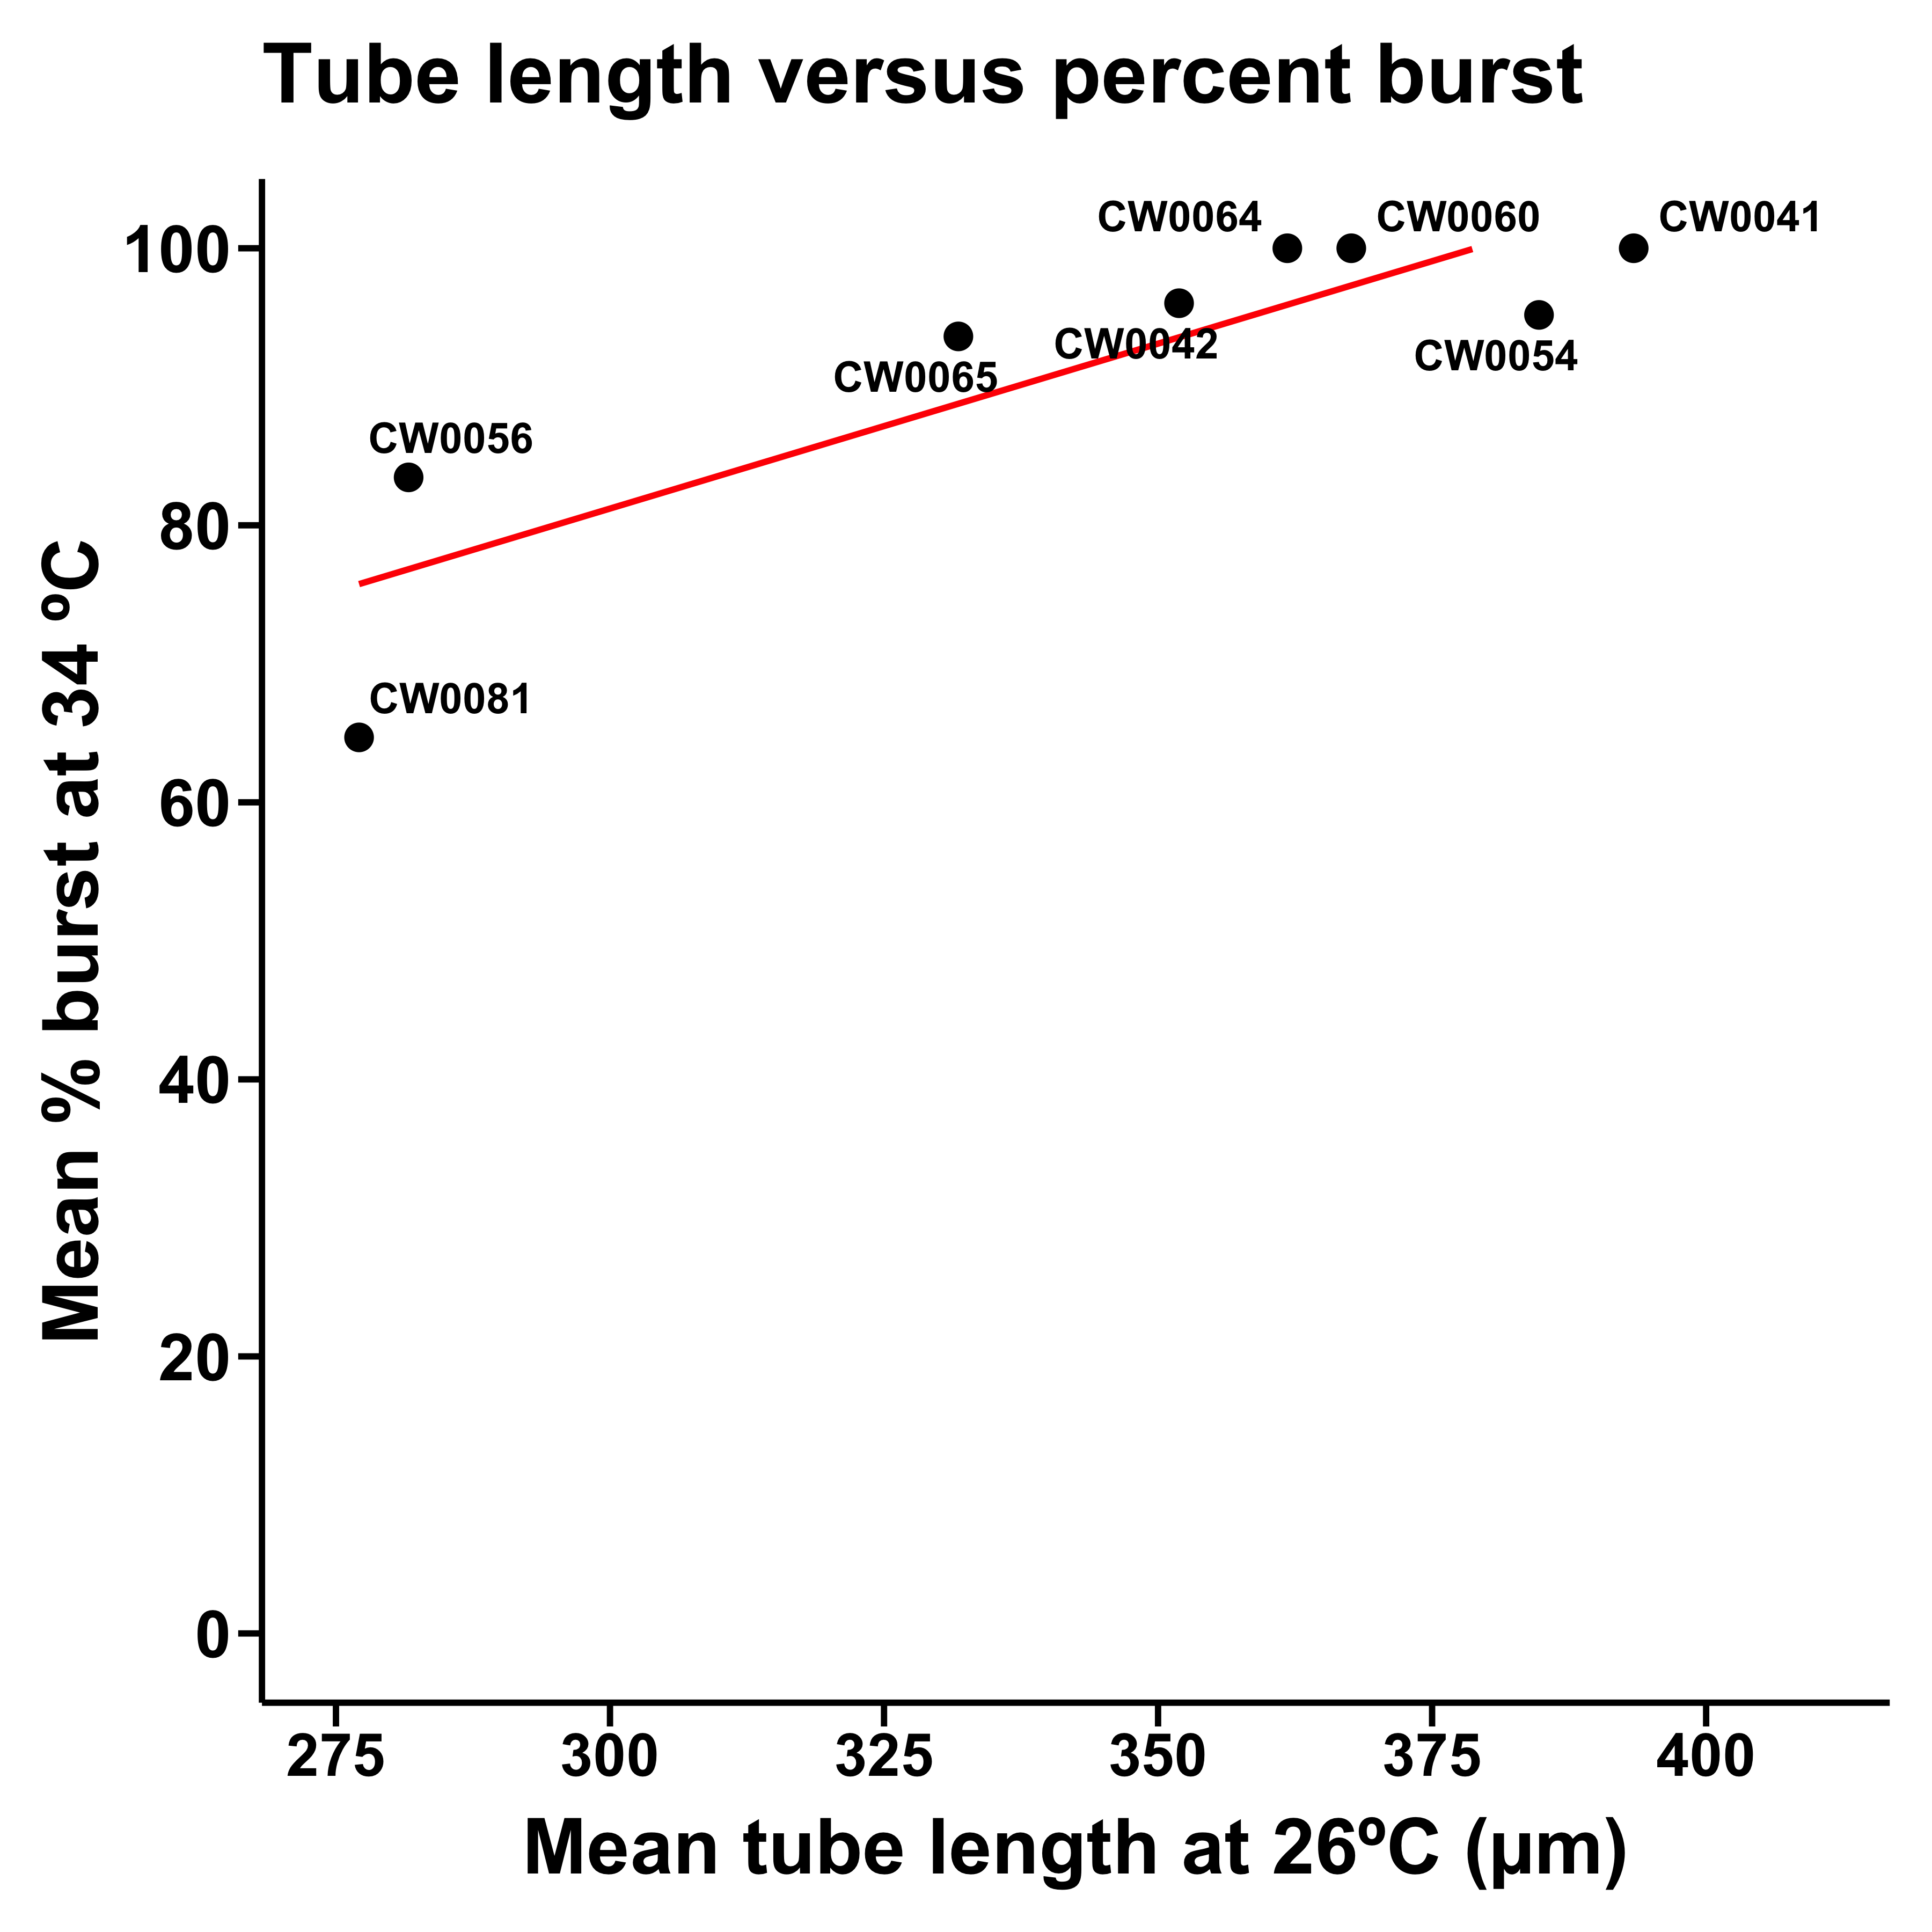 Tube length versus percent burst
CW0064
CW0060
CW0041
100
CW0042
CW0054
CW0065
CW0056
80
Mean % burst at 34 ºC
CW0081
60
40
20
0
275 300 325 350 375 400
Mean tube length at 26ºC (µm)